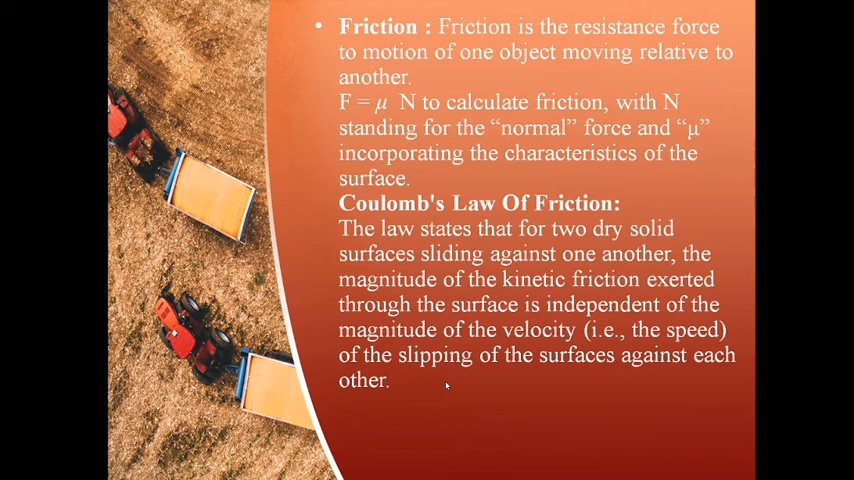 • Friction : Friction is the resistance force
to motion of one object moving relative to
another.
F = μ N to calculate friction, with N
standing for the “normal” force and “μ”
incorporating the characteristics of the
surface.
Coulomb's Law Of Friction:
The law states that for two dry solid
surfaces sliding against one another, the
magnitude of the kinetic friction exerted
through the surface is independent of the
magnitude of the velocity (i.e., the speed)
of the slipping of the surfaces against each
other.